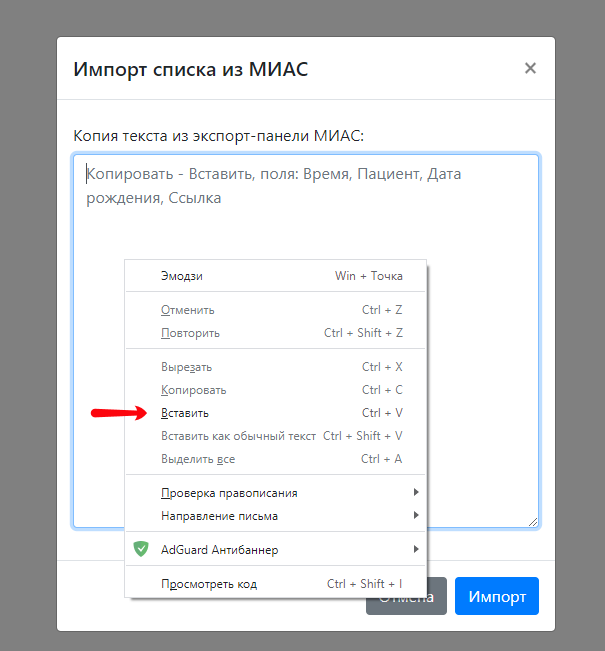 Импорт списка из МИАС ×
Копия текста из экспорт-панели МИАС:
Копировать - Вставить, поля: Время, Пациент, Дата
рождения, Ссылка
Эмодзи Win + Точка
Отменить Ctrl + Z
Повторить Ctrl + Shift + Z
Вырезать Ctrl + X
Копировать Ctrl + C
Вставить Ctrl + V
Вставить как обычный текст Ctrl + Shift + V
Выделить все Ctrl + A
Проверка правописания
Направление письма
AdGuard Антибаннер
Просмотреть код Ctrl + Shift + I
Отмена Импорт